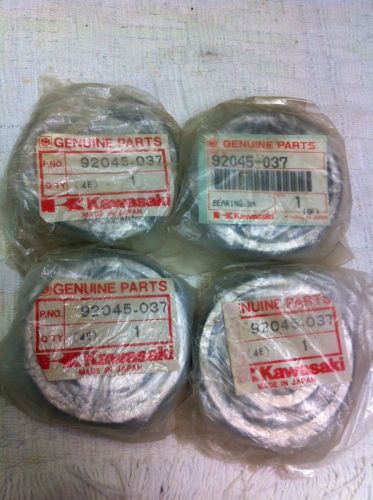 GENUINE PARTS
P.NO. 92045-037
Q'TY (4E) 1
Kawasaki
MADE IN JAPAN
GENUINE PARTS
92045-037
BEARING-BA 1
(8F)
Kawasaki
GENUINE PARTS
P.NO. 92045-037
Q'TY (4E) 1
Kawasaki
MADE IN JAPAN
NUINE PARTS
92045-037
(4E) 1
Kawasaki
MADE IN JAPAN